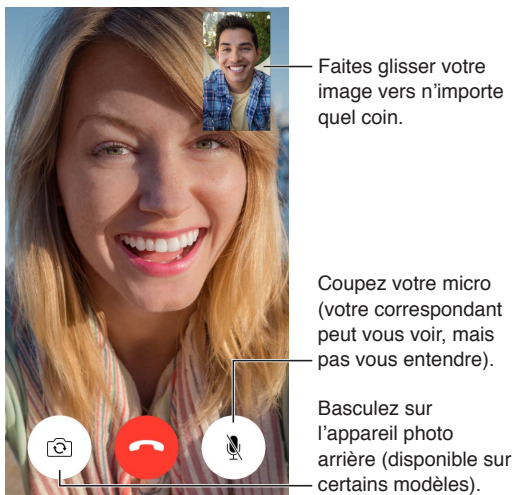 Faites glisser votre
image vers n’importe
quel coin.
Coupez votre micro
(votre correspondant
peut vous voir, mais
pas vous entendre).
Basculez sur
l’appareil photo
arrière (disponible sur
certains modèles).